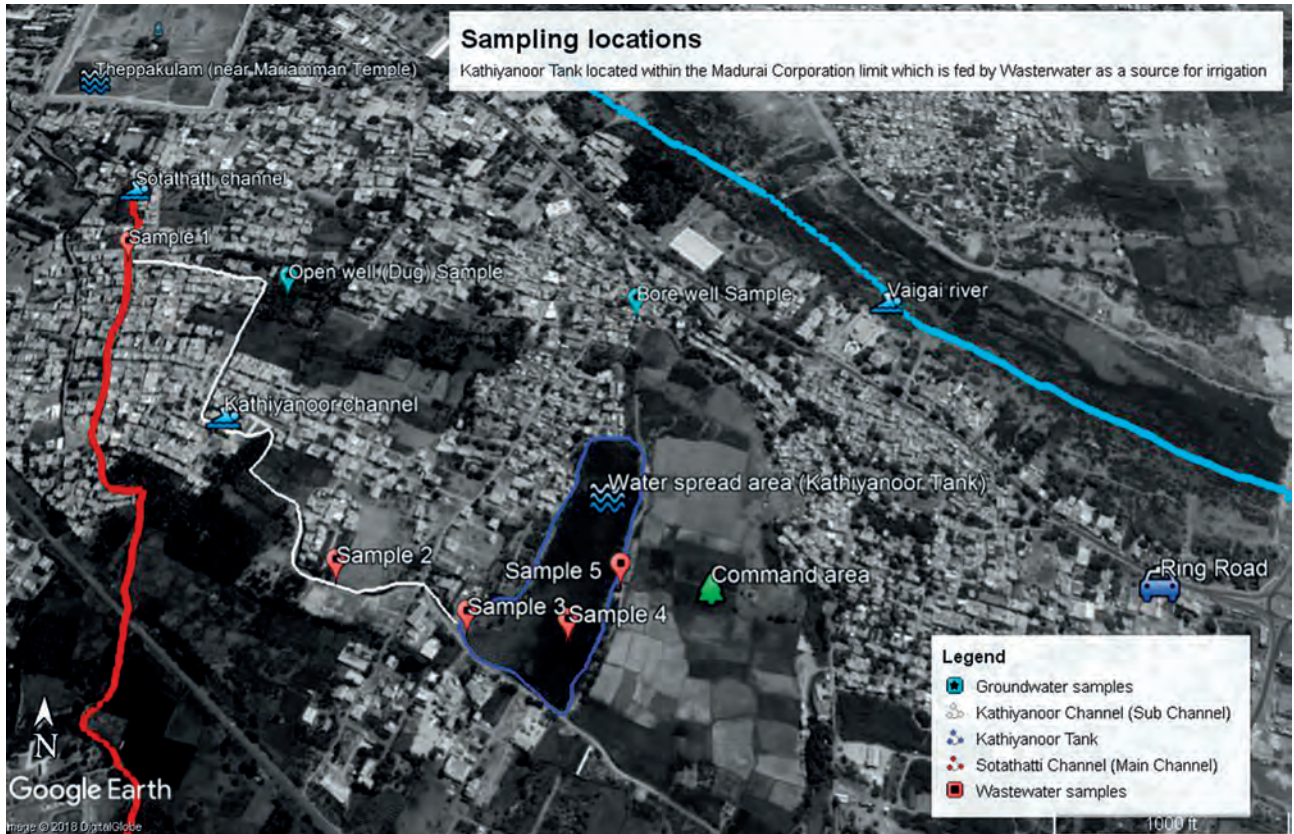 Sampling locations
Kathiyanoor Tank located within the Madurai Corporation limit which is fed by Wasterwater as a source for irrigation
Theppakulam (near Mariamman Temple)
Sotathatti channel
Sample 1
Open well (Dug) Sample
Bore well Sample
Vaigai river
Kathiyanoor channel
Water spread area (Kathiyanoor Tank)
Sample 2
Sample 5
Command area
Ring Road
Sample 3
Sample 4
Legend
Groundwater samples
Kathiyanoor Channel (Sub Channel)
Kathiyanoor Tank
Sotathatti Channel (Main Channel)
Wastewater samples
N
Google Earth
Image © 2018 DigitalGlobe
1000 ft